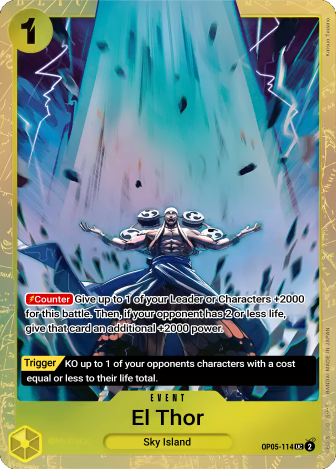 1
⚡Counter Give up to 1 of your Leader or Characters +2000
for this battle. Then, if your opponent has 2 or less life,
give that card an additional +2000 power.
Trigger KO up to 1 of your opponents characters with a cost
equal or less to their life total.
EVENT
El Thor
Sky Island
OP05-114 UC 2